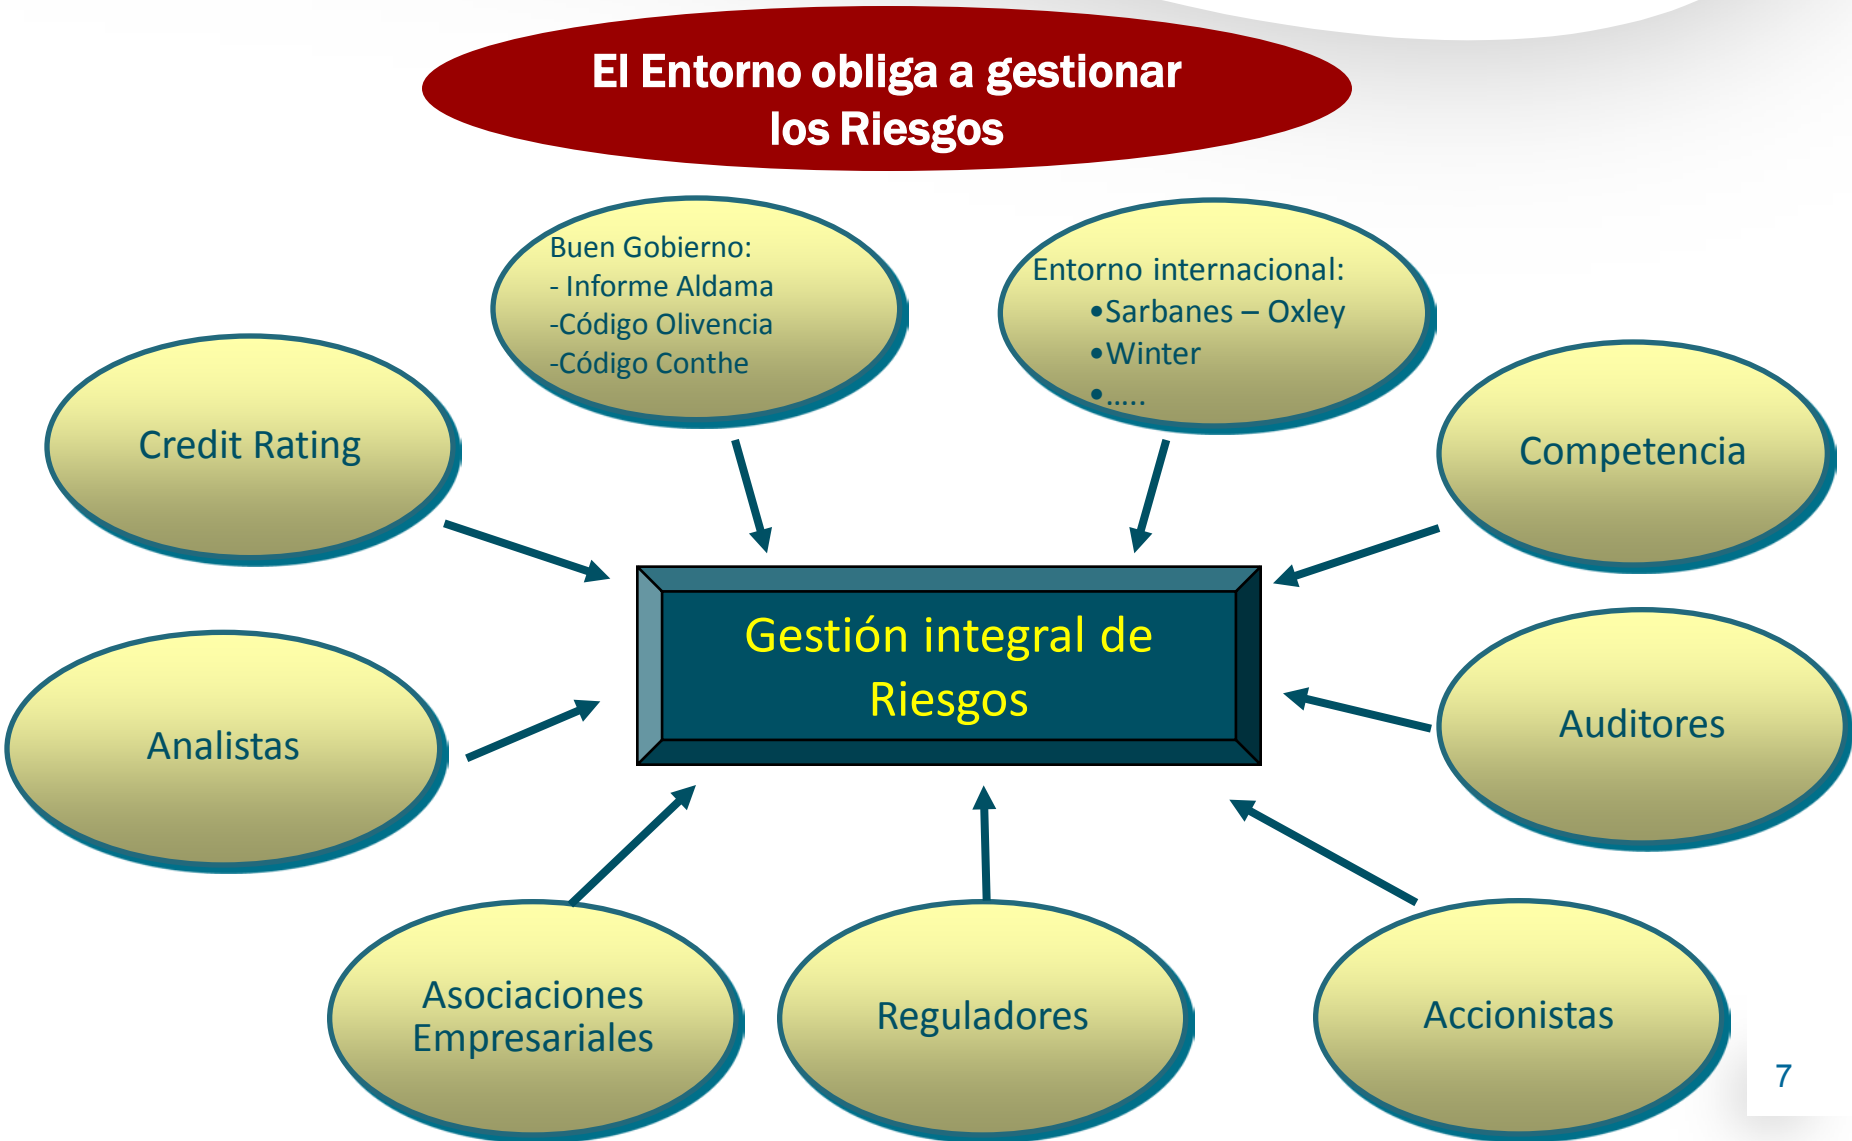 El Entorno obliga a gestionar
los Riesgos
Buen Gobierno:
- Informe Aldama
-Código Olivencia
-Código Conthe
Entorno internacional:
•Sarbanes – Oxley
•Winter
•…..
Credit Rating
Competencia
Gestión integral de
Riesgos
Analistas
Auditores
Asociaciones
Empresariales
Reguladores
Accionistas
7